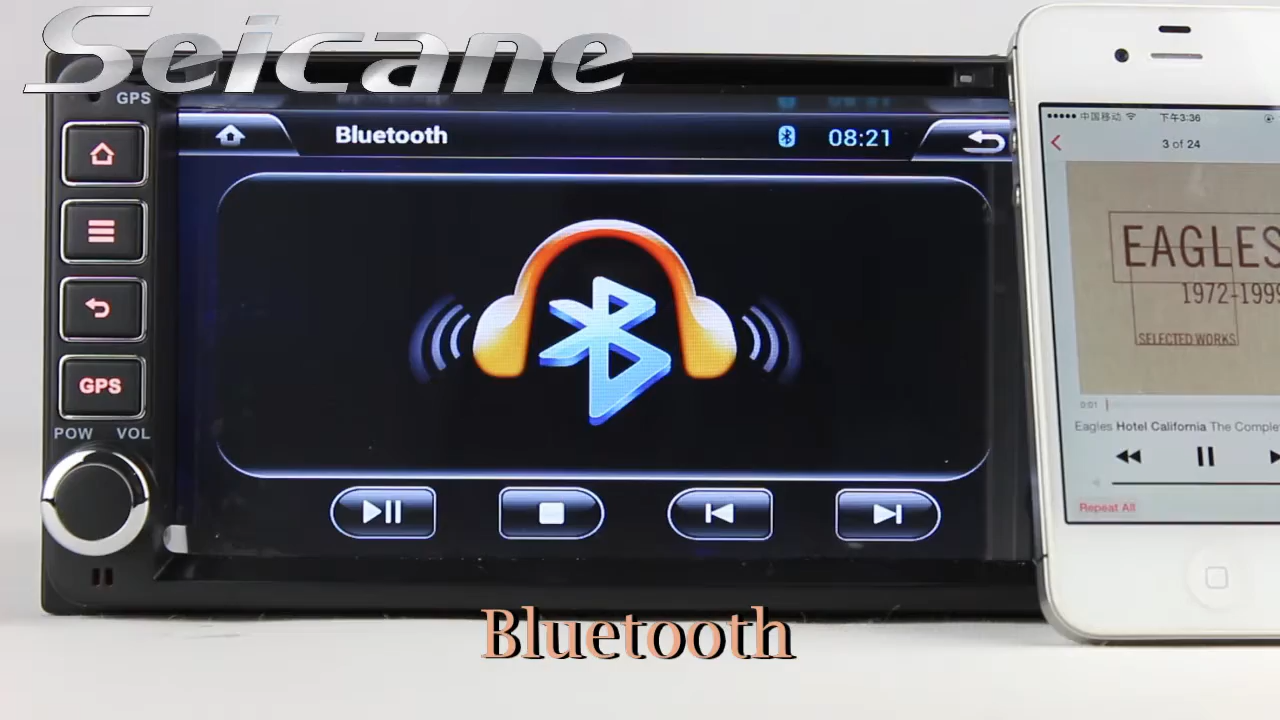 Seicane
GPS
Bluetooth
08:21
GPS
POW VOL
中国移动
下午3:36
3 of 24
EAGLES
1972-1999
SELECTED WORKS
0:01
Eagles Hotel California The Comple
Repeat All
Bluetooth